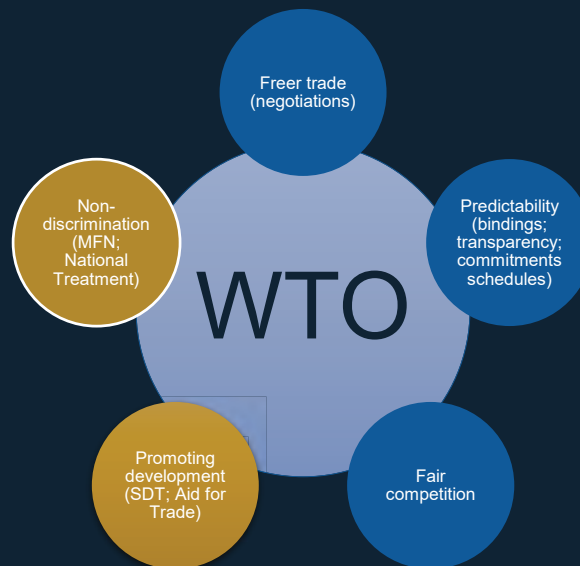 Freer trade
(negotiations)
Non-
discrimination
(MFN;
National
Treatment)
Predictability
(bindings;
transparency;
commitments
schedules)
WTO
Promoting
development
(SDT; Aid for
Trade)
Fair
competition